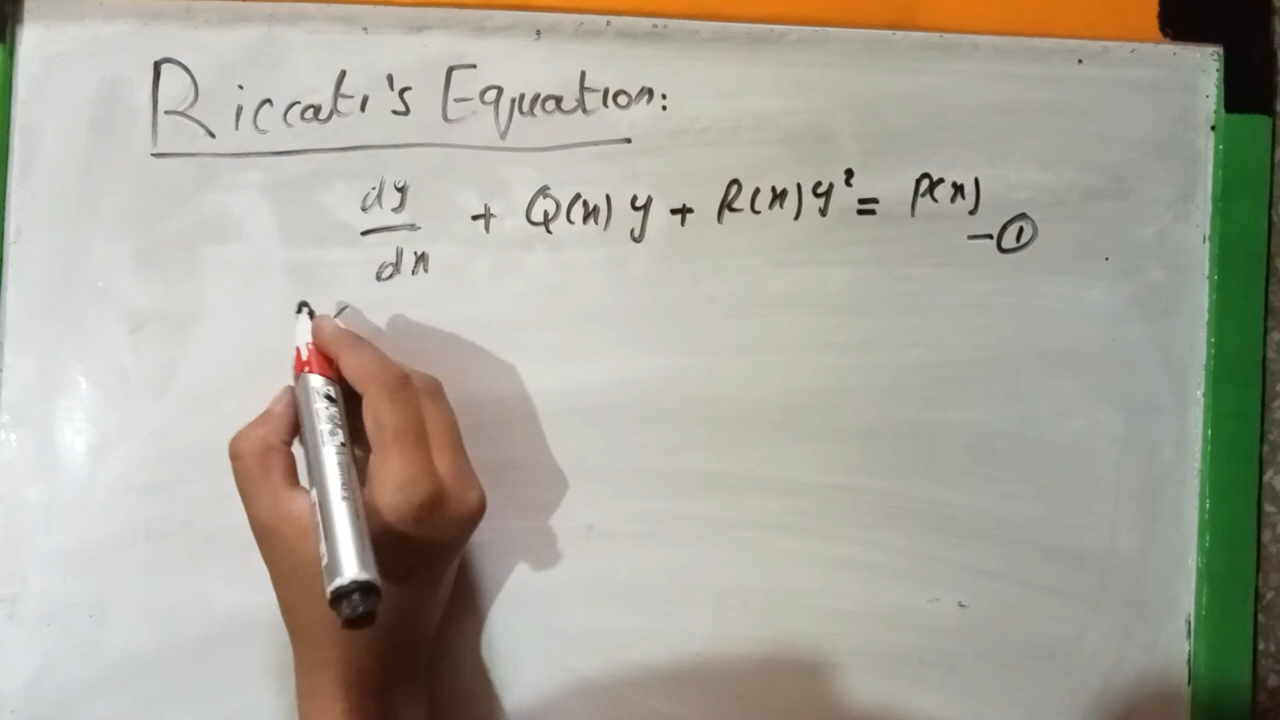 Riccati's Equation:
dy/dx + Q(x) y + R(x) y² = P(x)
-①